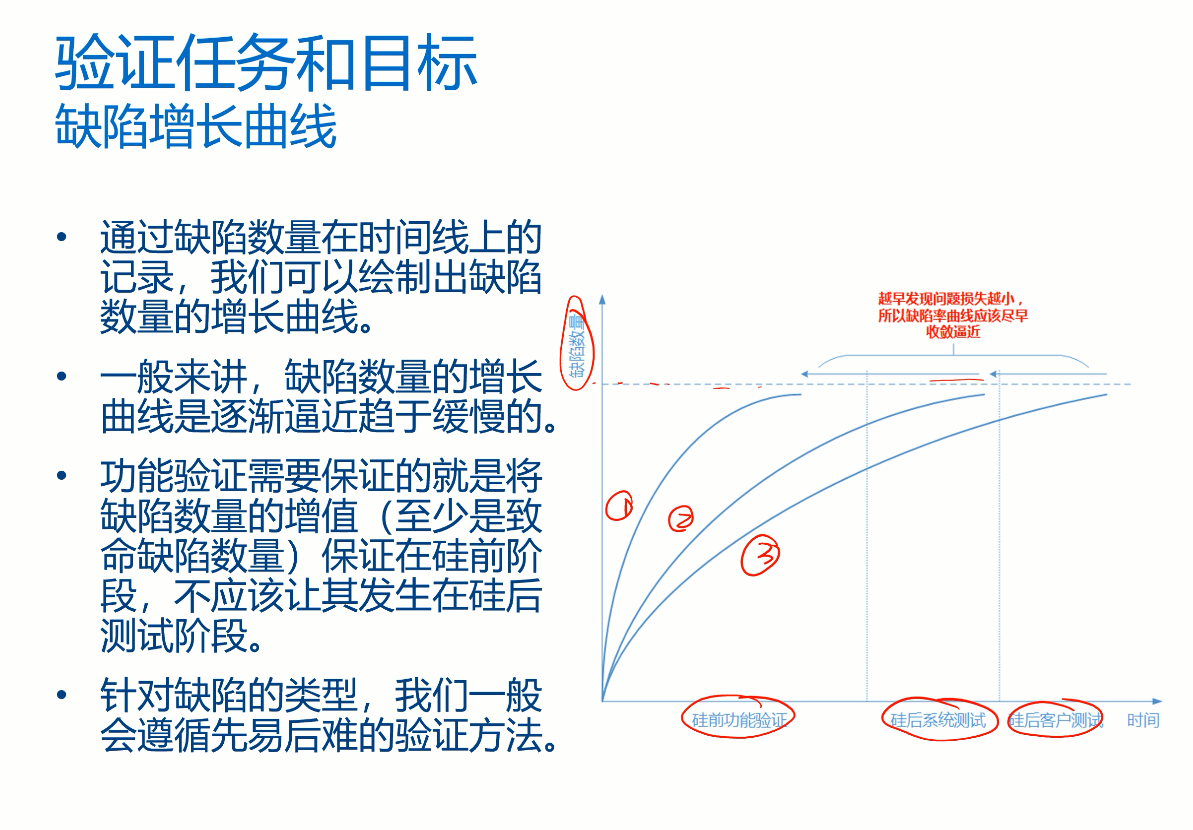 验证任务和目标
缺陷增长曲线
• 通过缺陷数量在时间线上的
记录，我们可以绘制出缺陷
数量的增长曲线。
• 一般来讲，缺陷数量的增长
曲线是逐渐逼近趋于缓慢的。
• 功能验证需要保证的就是将
缺陷数量的增值（至少是致
命缺陷数量）保证在硅前阶
段，不应该让其发生在硅后
测试阶段。
• 针对缺陷的类型，我们一般
会遵循先易后难的验证方法。
越早发现问题损失越小，
所以缺陷率曲线应该尽早
收敛逼近
缺陷数量
①
②
③
硅前功能验证
硅后系统测试
硅后客户测试
时间